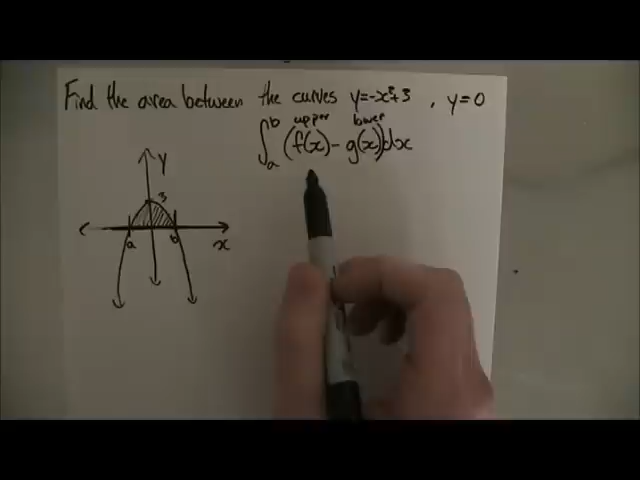 Find the area between the curves y=-x²+3 , y=0
upper lower
∫ₐᵇ (f(x) - g(x))dx
y
3
a b
x